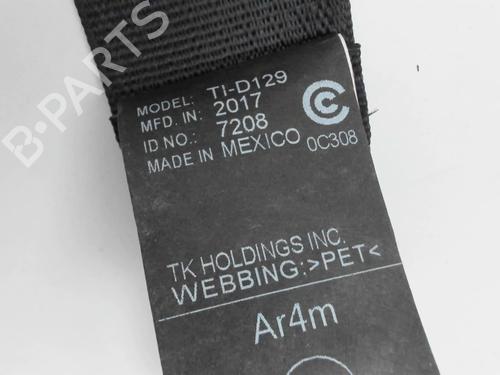 B-PARTS
MODEL: TI-D129
MFD. IN: 2017
ID NO.: 7208
MADE IN MEXICO 0C308
TK HOLDINGS INC.
WEBBING:>PET<
Ar4m